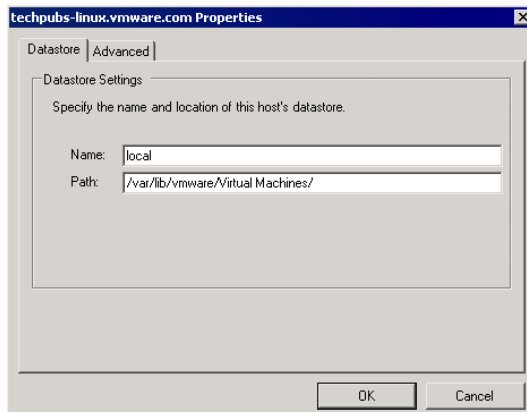 techpubs-linux.vmware.com Properties
Datastore Advanced
Datastore Settings
Specify the name and location of this host's datastore.
Name: local
Path: /var/lib/vmware/Virtual Machines/
OK Cancel